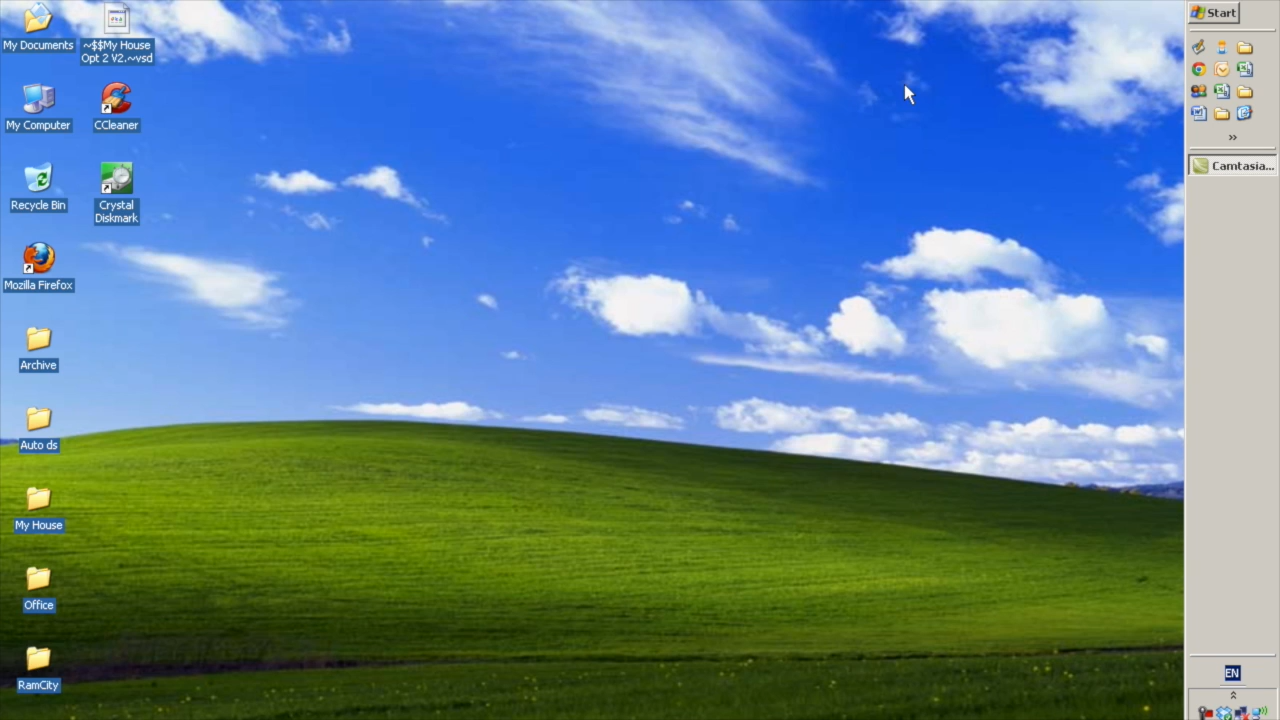 My Documents
~$$My House
Opt 2 V2.~vsd
My Computer
CCleaner
Recycle Bin
Crystal
Diskmark
Mozilla Firefox
Archive
Auto ds
My House
Office
RamCity
Start
»
Camtasia...
EN